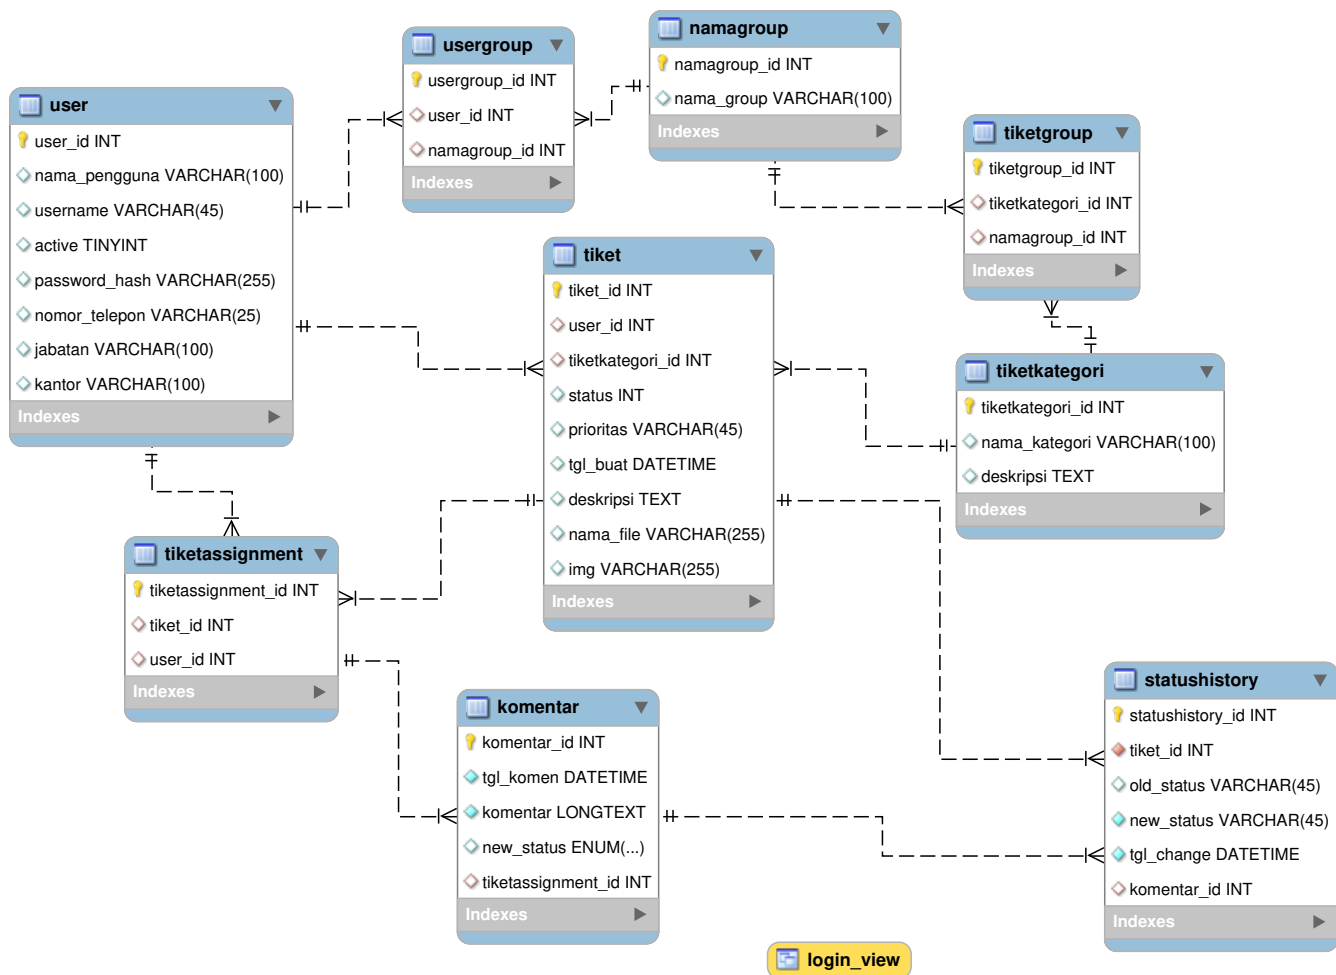 user
user_id INT
nama_pengguna VARCHAR(100)
username VARCHAR(45)
active TINYINT
password_hash VARCHAR(255)
nomor_telepon VARCHAR(25)
jabatan VARCHAR(100)
kantor VARCHAR(100)
Indexes
usergroup
usergroup_id INT
user_id INT
namagroup_id INT
Indexes
namagroup
namagroup_id INT
nama_group VARCHAR(100)
Indexes
tiketgroup
tiketgroup_id INT
tiketkategori_id INT
namagroup_id INT
Indexes
tiket
tiket_id INT
user_id INT
tiketkategori_id INT
status INT
prioritas VARCHAR(45)
tgl_buat DATETIME
deskripsi TEXT
nama_file VARCHAR(255)
img VARCHAR(255)
Indexes
tiketkategori
tiketkategori_id INT
nama_kategori VARCHAR(100)
deskripsi TEXT
Indexes
tiketassignment
tiketassignment_id INT
tiket_id INT
user_id INT
Indexes
komentar
komentar_id INT
tgl_komen DATETIME
komentar LONGTEXT
new_status ENUM(...)
tiketassignment_id INT
Indexes
statushistory
statushistory_id INT
tiket_id INT
old_status VARCHAR(45)
new_status VARCHAR(45)
tgl_change DATETIME
komentar_id INT
Indexes
login_view